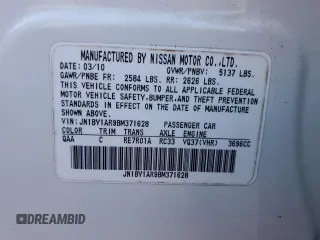 MANUFACTURED BY NISSAN MOTOR CO.,LTD.
DATE: 03/10 GVWR/PNBV: 5137 LBS.
GAWR/PNBE FR: 2584 LBS. RR: 2626 LBS.
THIS VEHICLE CONFORMS TO ALL APPLICABLE FEDERAL
MOTOR VEHICLE SAFETY,BUMPER,AND THEFT PREVENTION
STANDARDS IN EFFECT ON THE DATE OF
MANUFACTURE SHOWN ABOVE.
V.I.N.: JN1BY1AR9BM371628 PASSENGER CAR
COLOR TRIM TRANS AXLE ENGINE
QAA C RE7R01A RC33 VQ37(VHR) 3696CC
JN1BY1AR9BM371628
DREAMBID